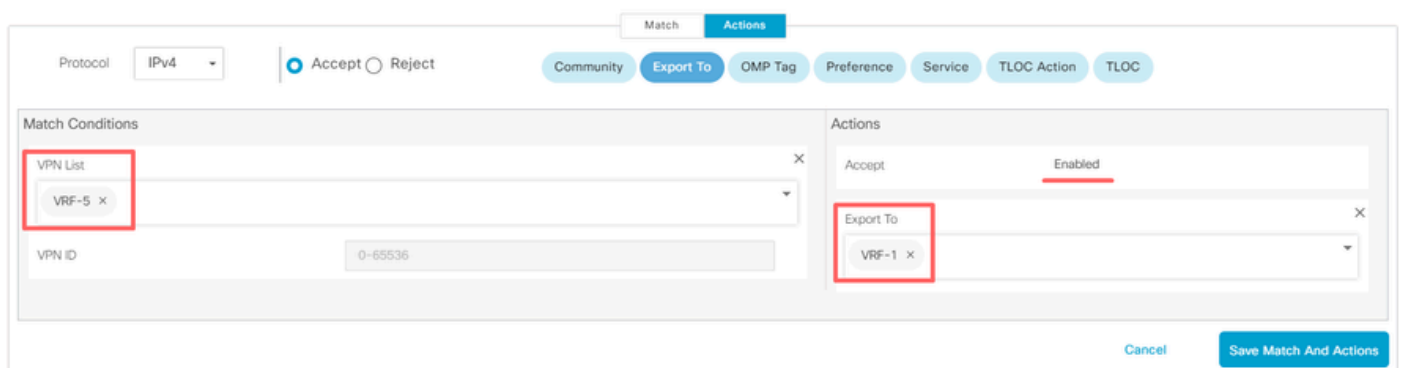 Match Actions
Protocol IPv4 Accept Reject Community Export To OMP Tag Preference Service TLOC Action TLOC
Match Conditions
Actions
VPN List ×
Accept Enabled
VRF-5 ×
Export To ×
VPN ID 0-65536
VRF-1 ×
Cancel Save Match And Actions